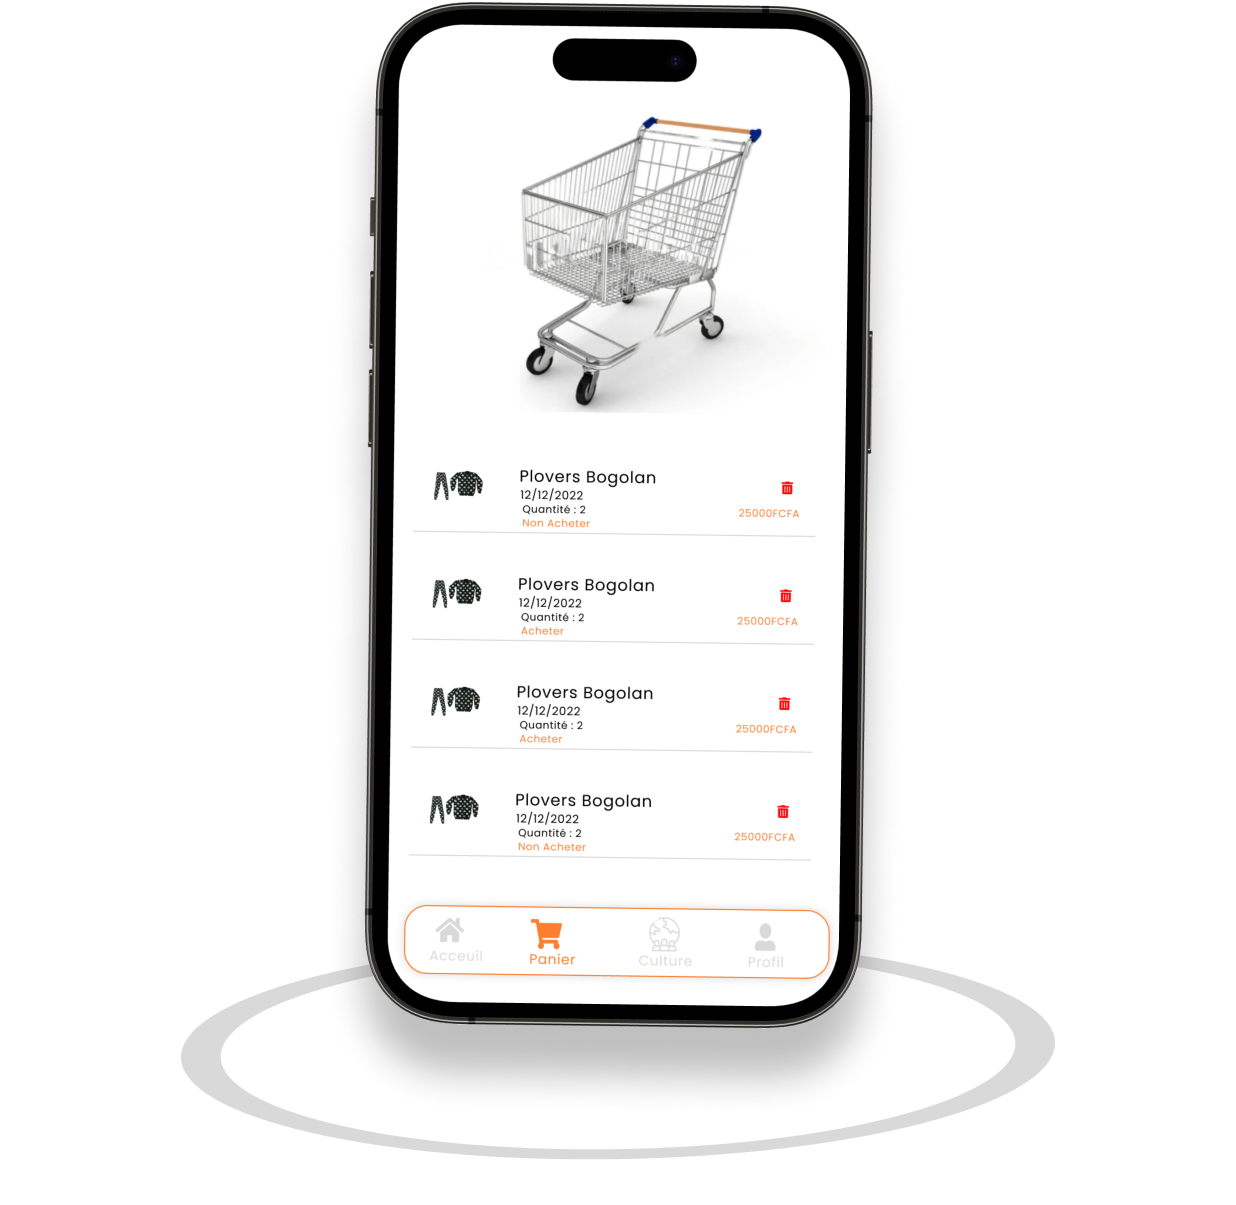 Plovers Bogolan
12/12/2022
Quantité : 2
Non Acheter
25000FCFA
Plovers Bogolan
12/12/2022
Quantité : 2
Acheter
25000FCFA
Plovers Bogolan
12/12/2022
Quantité : 2
Acheter
25000FCFA
Plovers Bogolan
12/12/2022
Quantité : 2
Non Acheter
25000FCFA
Acceuil
Panier
Culture
Profil